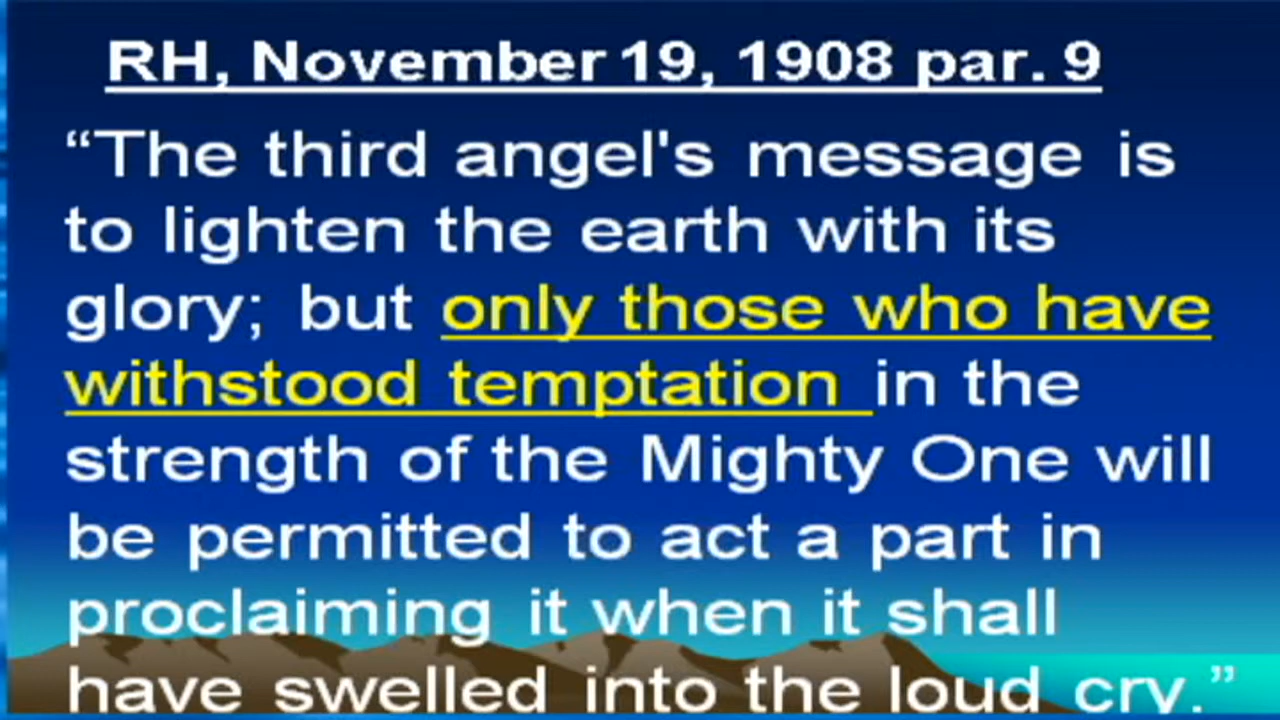 RH, November 19, 1908 par. 9
“The third angel's message is
to lighten the earth with its
glory; but only those who have
withstood temptation in the
strength of the Mighty One will
be permitted to act a part in
proclaiming it when it shall
have swelled into the loud cry.”